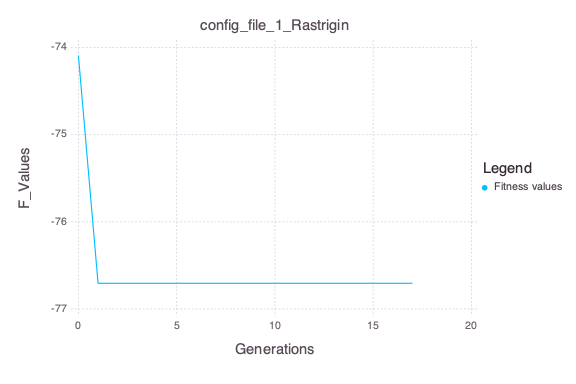 config_file_1_Rastrigin
-74
-75
-76
-77
F_Values
0 5 10 15 20
Generations
Legend
Fitness values